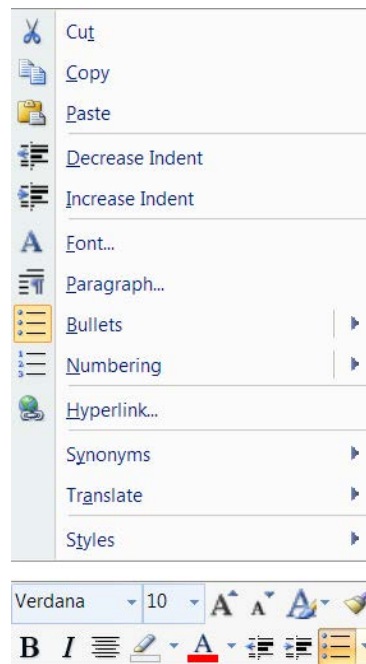 Cut
Copy
Paste
Decrease Indent
Increase Indent
Font...
Paragraph...
Bullets
Numbering
Hyperlink...
Synonyms
Translate
Styles
Verdana 10 A A A
B I A